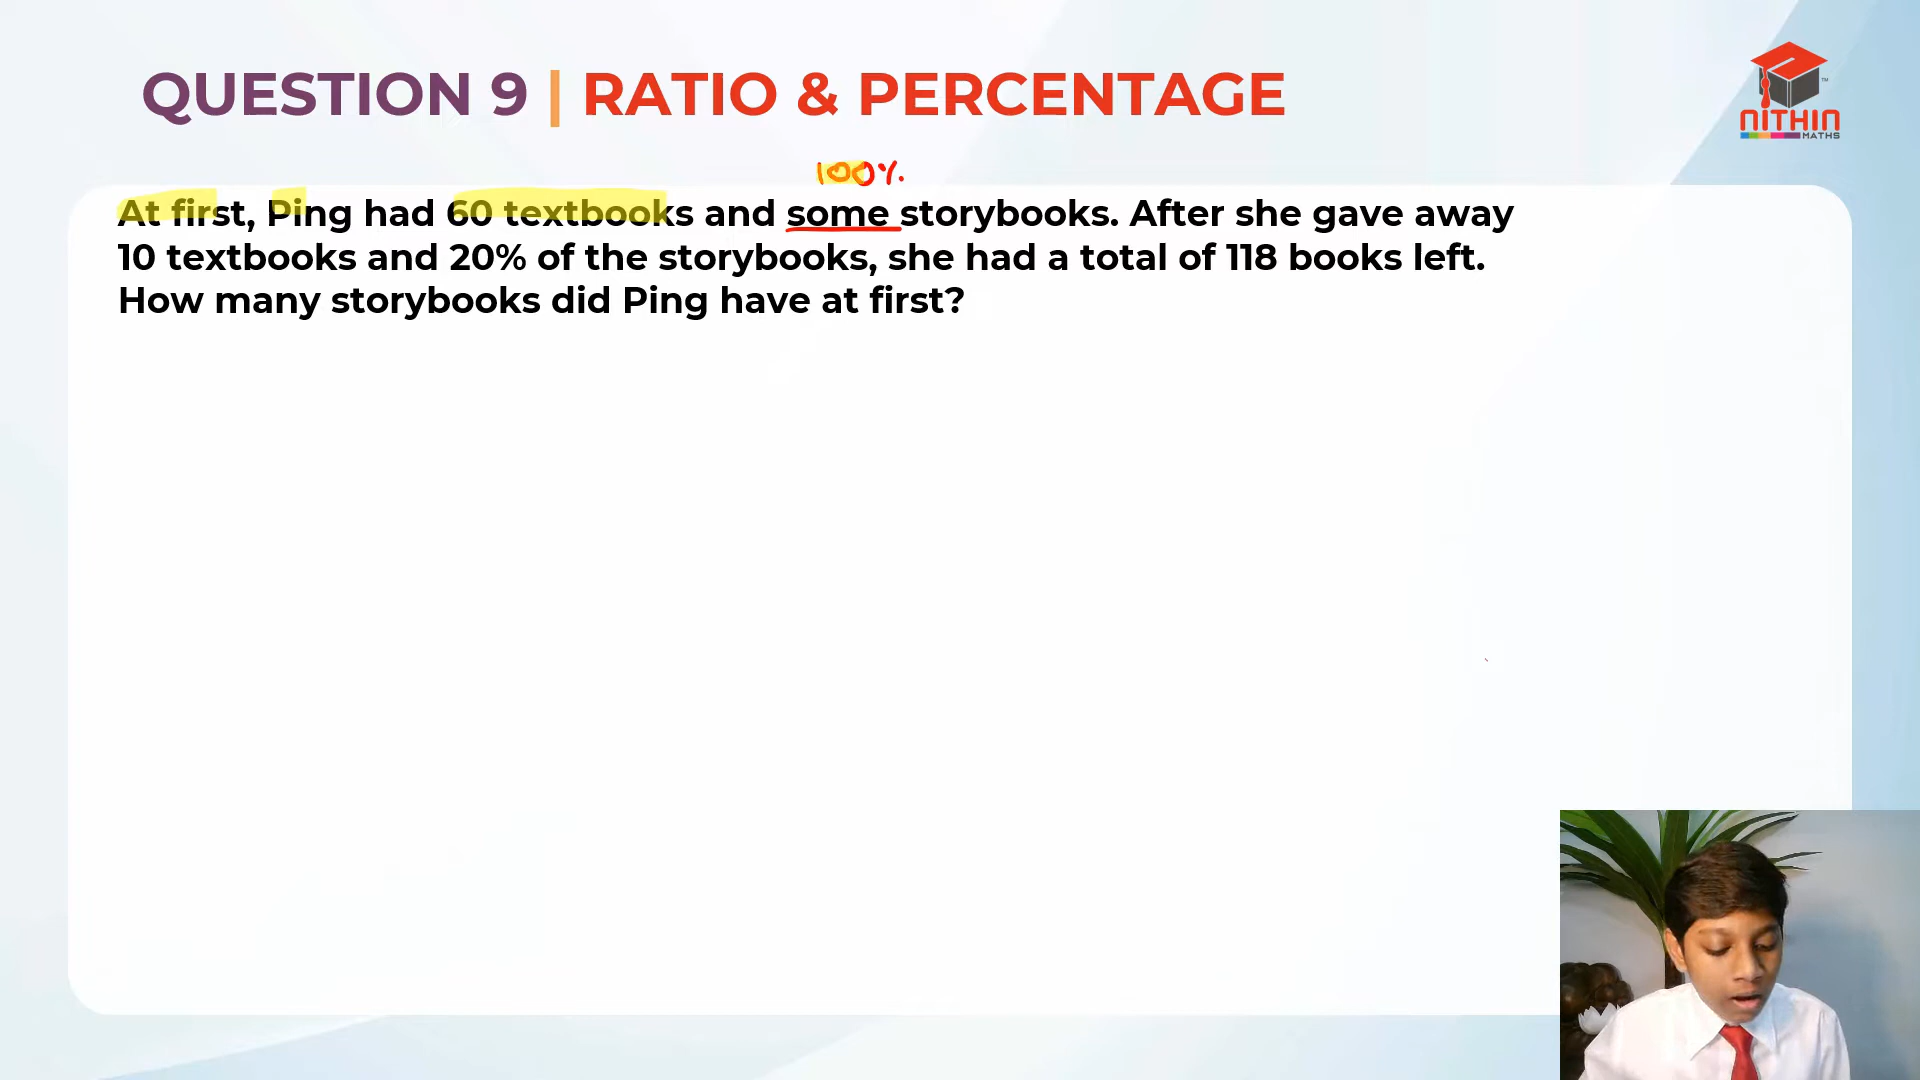 QUESTION 9 | RATIO & PERCENTAGE
NITHIN
MATHS
TM
100%.
At first, Ping had 60 textbooks and some storybooks. After she gave away
10 textbooks and 20% of the storybooks, she had a total of 118 books left.
How many storybooks did Ping have at first?